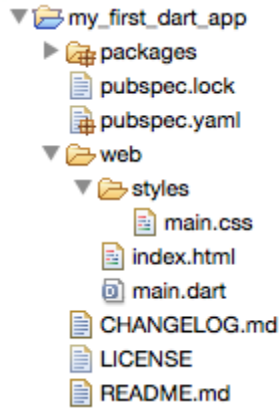 my_first_dart_app
packages
pubspec.lock
pubspec.yaml
web
styles
main.css
index.html
main.dart
CHANGELOG.md
LICENSE
README.md